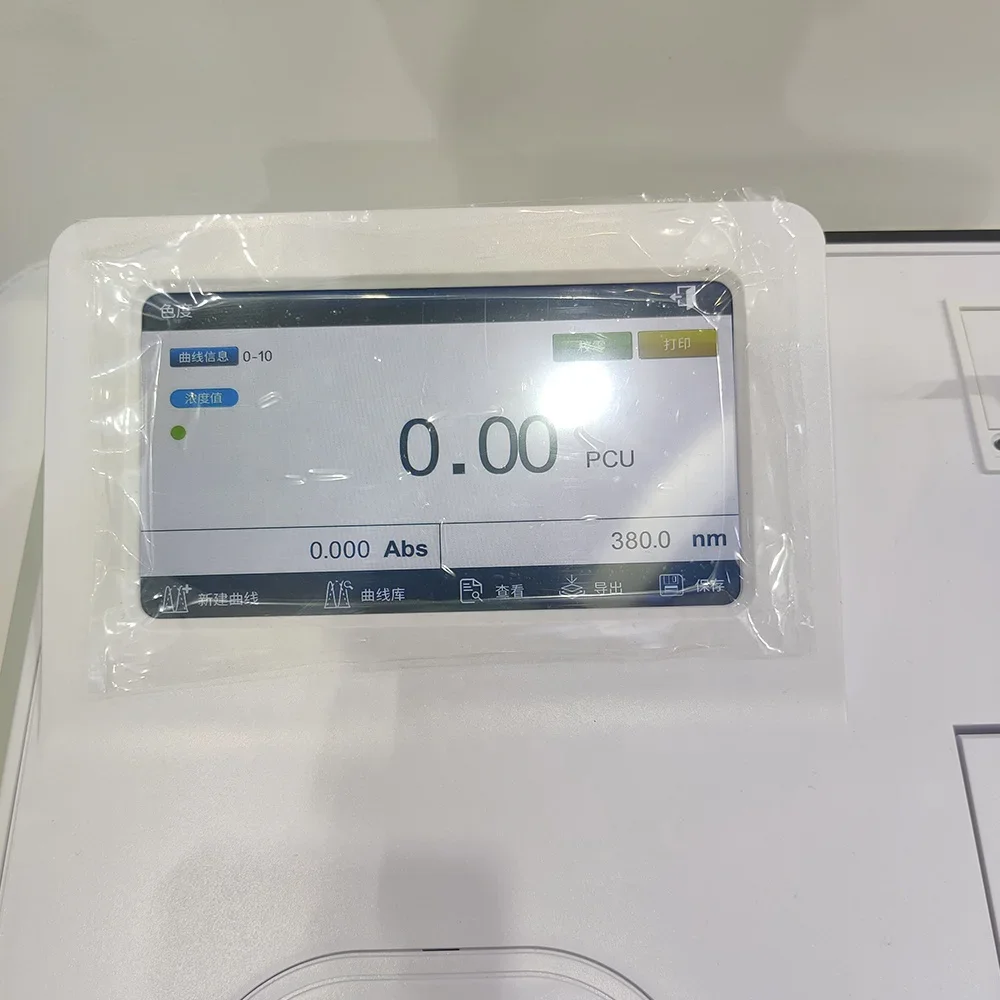 色度
曲线信息 0-10
打印
浓度值
0.00 PCU
0.000 Abs
380.0 nm
新建曲线
曲线库
查看
导出
保存